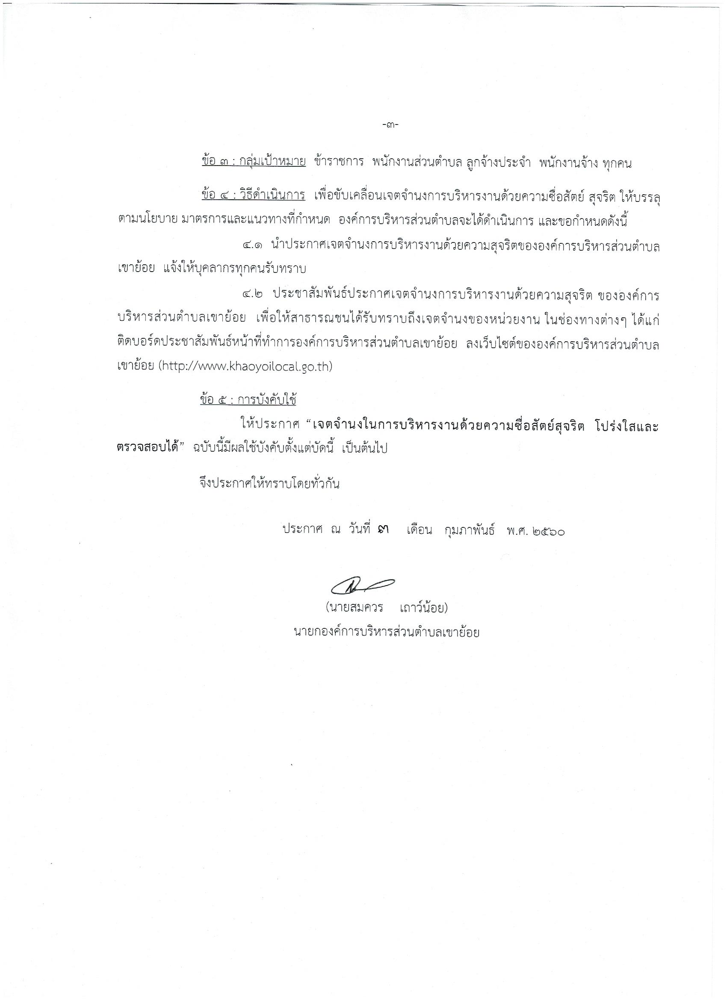 -๓-
ข้อ ๓ : กลุ่มเป้าหมาย ข้าราชการ พนักงานส่วนตำบล ลูกจ้างประจำ พนักงานจ้าง ทุกคน
ข้อ ๔ : วิธีดำเนินการ เพื่อขับเคลื่อนเจตจำนงการบริหารงานด้วยความซื่อสัตย์ สุจริต ให้บรรลุ
ตามนโยบาย มาตรการและแนวทางที่กำหนด องค์การบริหารส่วนตำบลจะได้ดำเนินการ และขอกำหนดดังนี้
๔.๑ นำประกาศเจตจำนงการบริหารงานด้วยความสุจริตขององค์การบริหารส่วนตำบล
เขาย้อย แจ้งให้บุคลากรทุกคนรับทราบ
๔.๒ ประชาสัมพันธ์ประกาศเจตจำนงการบริหารงานด้วยความสุจริต ขององค์การ
บริหารส่วนตำบลเขาย้อย เพื่อให้สาธารณชนได้รับทราบถึงเจตจำนงของหน่วยงาน ในช่องทางต่างๆ ได้แก่
ติดบอร์ดประชาสัมพันธ์หน้าที่ทำการองค์การบริหารส่วนตำบลเขาย้อย ลงเว็บไซต์ขององค์การบริหารส่วนตำบล
เขาย้อย (http://www.khaoyoilocal.go.th)
ข้อ ๕ : การบังคับใช้
ให้ประกาศ “เจตจำนงในการบริหารงานด้วยความซื่อสัตย์สุจริต โปร่งใสและ
ตรวจสอบได้” ฉบับนี้มีผลใช้บังคับตั้งแต่บัดนี้ เป็นต้นไป
จึงประกาศให้ทราบโดยทั่วกัน
ประกาศ ณ วันที่ ๓ เดือน กุมภาพันธ์ พ.ศ. ๒๕๖๐
(นายสมควร เถาว์น้อย)
นายกองค์การบริหารส่วนตำบลเขาย้อย